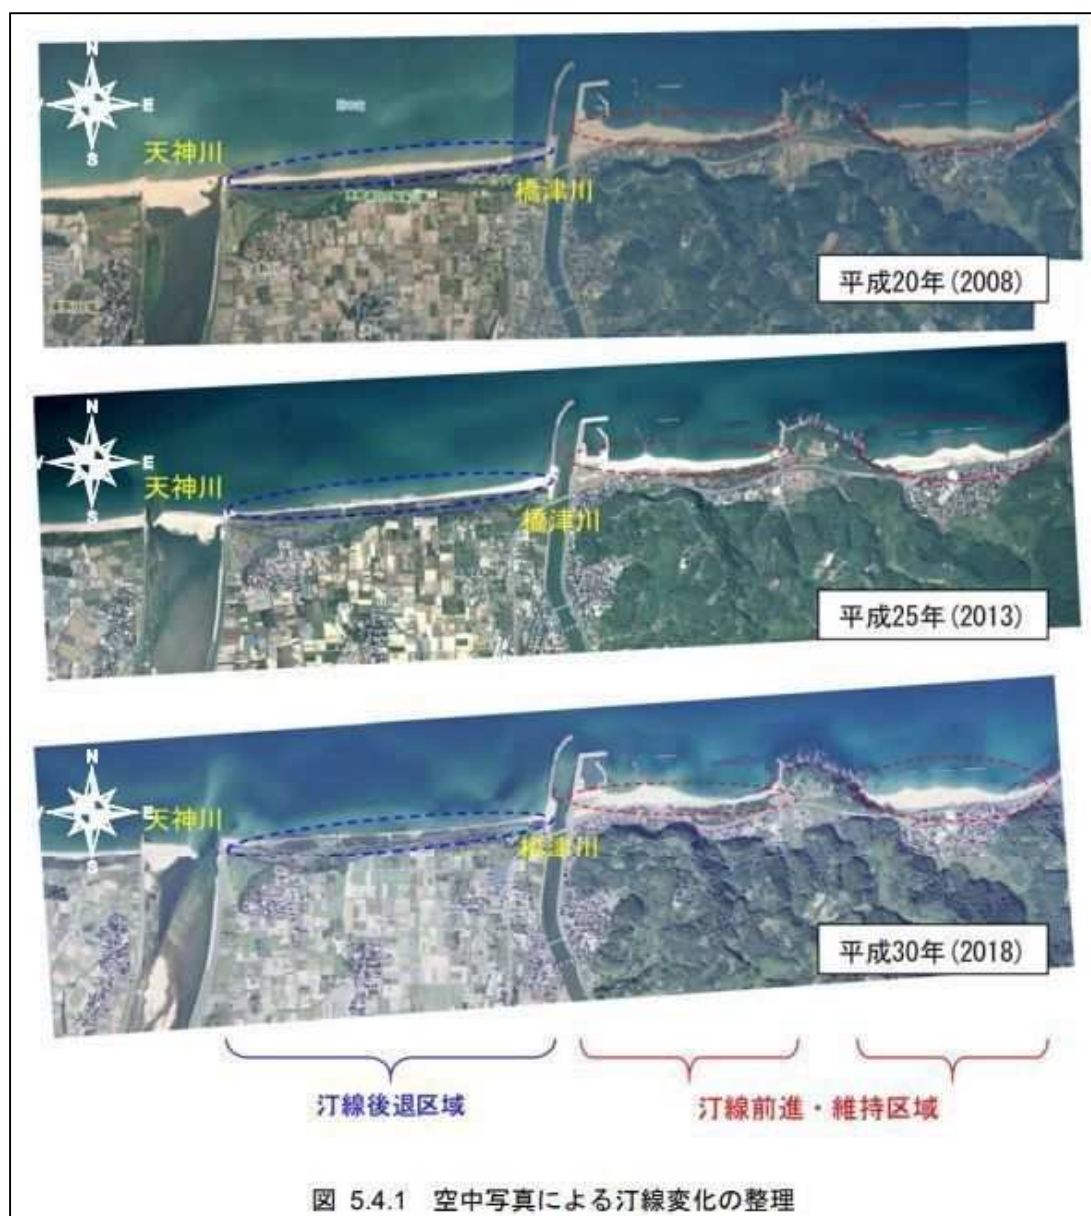 N
E
S
天神川
橋津川
平成20年(2008)
N
E
S
天神川
橋津川
平成25年(2013)
N
E
S
天神川
橋津川
平成30年(2018)
汀線後退区域
汀線前進・維持区域
図 5.4.1 空中写真による汀線変化の整理